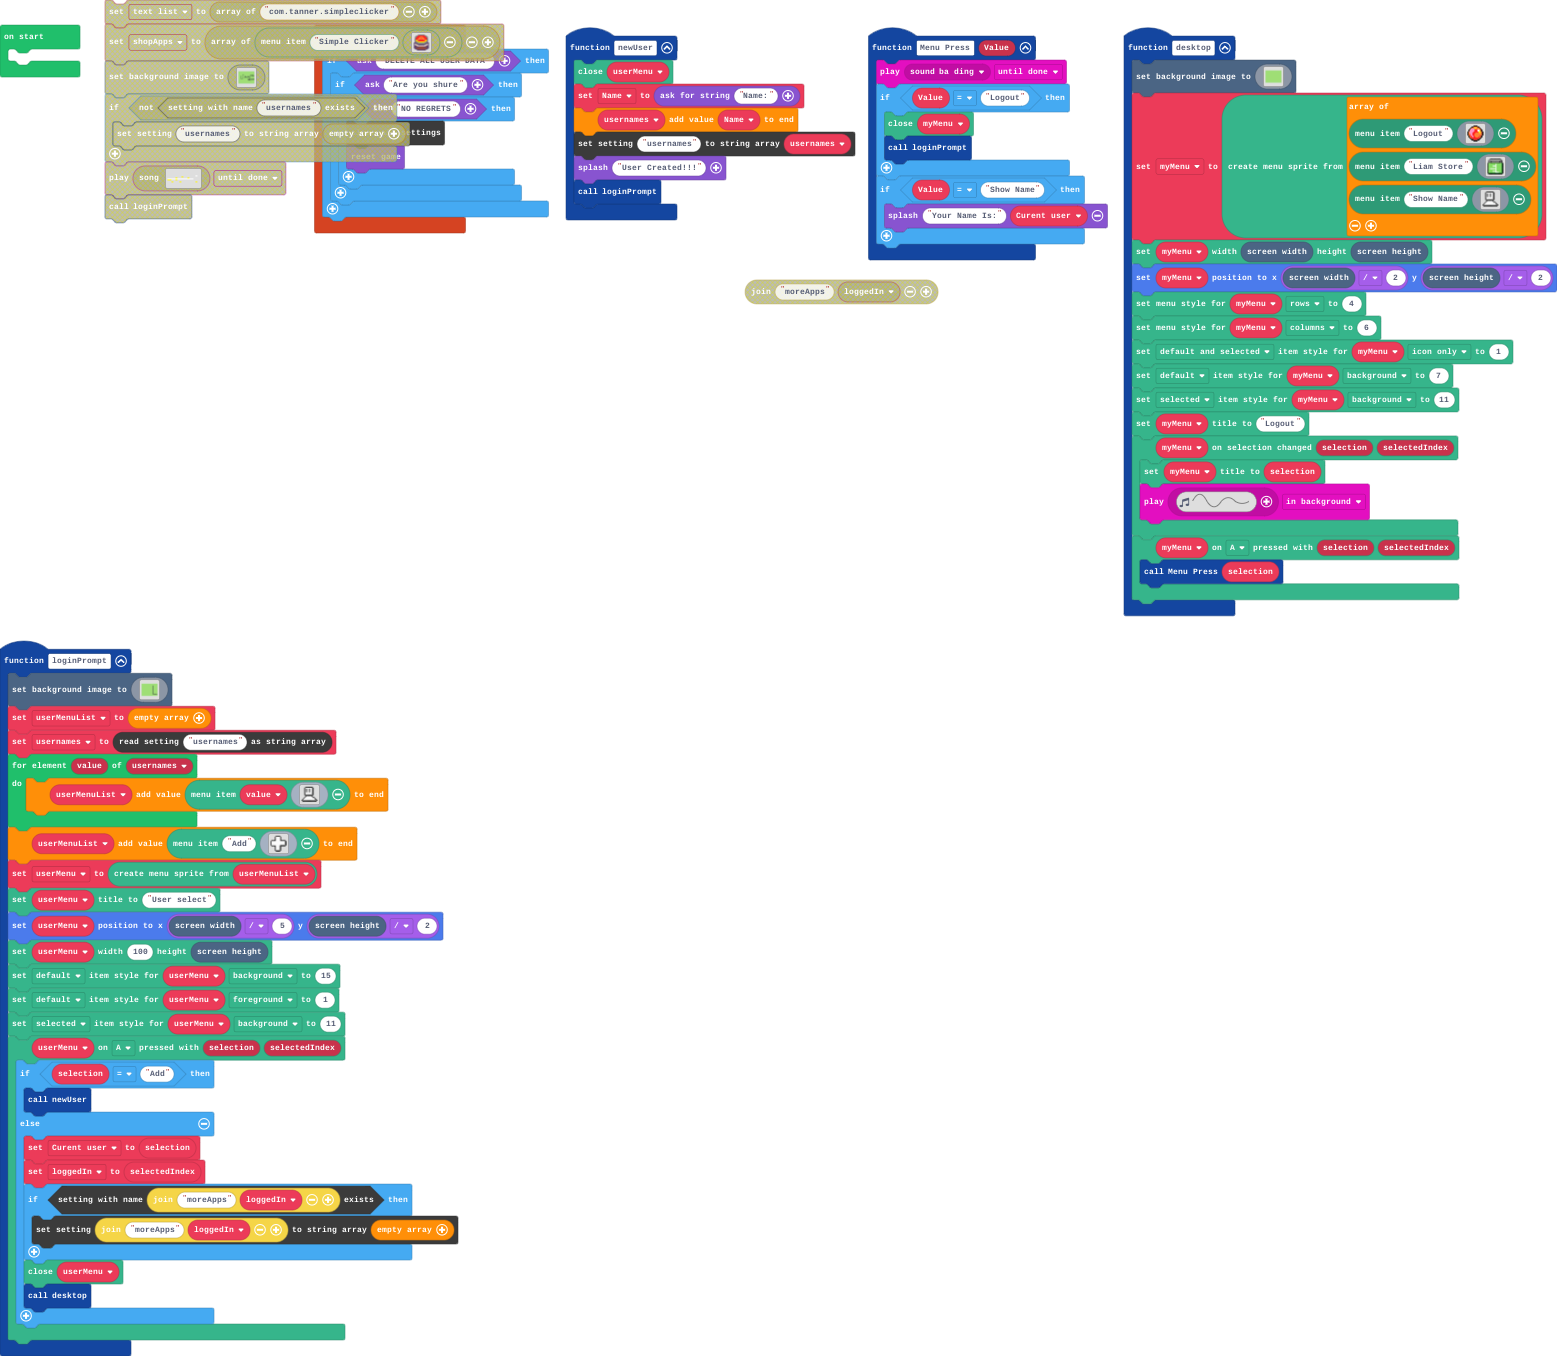 on start
set text list to array of "com.tanner.simpleclicker"
set shopApps to array of menu item "Simple Clicker"
set background image to
if not setting with name "usernames" exists then
set setting "usernames" to string array empty array
play song until done
call loginPrompt
if ask "DELETE ALL USER DATA" then
if ask "Are you shure" then
"NO REGRETS" then
settings
reset game
function newUser
close userMenu
set Name to ask for string "Name:"
usernames add value Name to end
set setting "usernames" to string array usernames
splash "User Created!!!"
call loginPrompt
function Menu Press Value
play sound ba ding until done
if Value = "Logout" then
close myMenu
call loginPrompt
if Value = "Show Name" then
splash "Your Name Is:" Curent user
join "moreApps" loggedIn
function desktop
set background image to
set myMenu to create menu sprite from array of
menu item "Logout"
menu item "Liam Store"
menu item "Show Name"
set myMenu width screen width height screen height
set myMenu position to x screen width / 2 y screen height / 2
set menu style for myMenu rows to 4
set menu style for myMenu columns to 6
set default and selected item style for myMenu icon only to 1
set default item style for myMenu background to 7
set selected item style for myMenu background to 11
set myMenu title to "Logout"
myMenu on selection changed selection selectedIndex
set myMenu title to selection
play in background
myMenu on A pressed with selection selectedIndex
call Menu Press selection
function loginPrompt
set background image to
set userMenuList to empty array
set usernames to read setting "usernames" as string array
for element value of usernames
do
userMenuList add value menu item value to end
userMenuList add value menu item "Add" to end
set userMenu to create menu sprite from userMenuList
set userMenu title to "User select"
set userMenu position to x screen width / 5 y screen height / 2
set userMenu width 100 height screen height
set default item style for userMenu background to 15
set default item style for userMenu foreground to 1
set selected item style for userMenu background to 11
userMenu on A pressed with selection selectedIndex
if selection = "Add" then
call newUser
else
set Curent user to selection
set loggedIn to selectedIndex
if setting with name join "moreApps" loggedIn exists then
set setting join "moreApps" loggedIn to string array empty array
close userMenu
call desktop